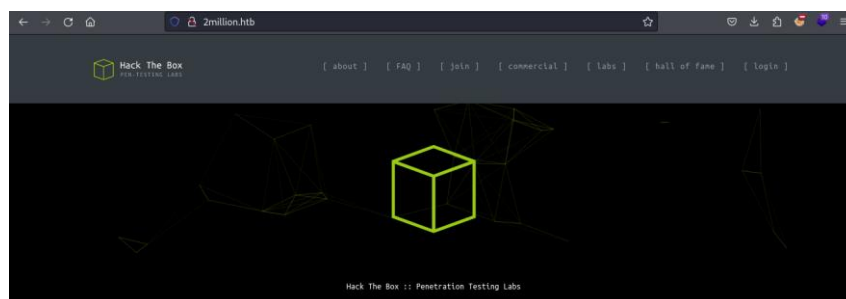 2million.htb
Hack The Box
PEN-TESTING LABS
[ about ] [ FAQ ] [ join ] [ commercial ] [ labs ] [ hall of fame ] [ login ]
Hack The Box :: Penetration Testing Labs